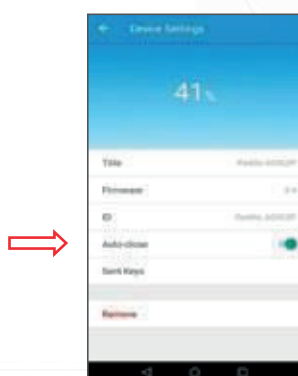 Device Settings
41%
Title
Firmware
ID
Auto-close
Sent Keys
Remove